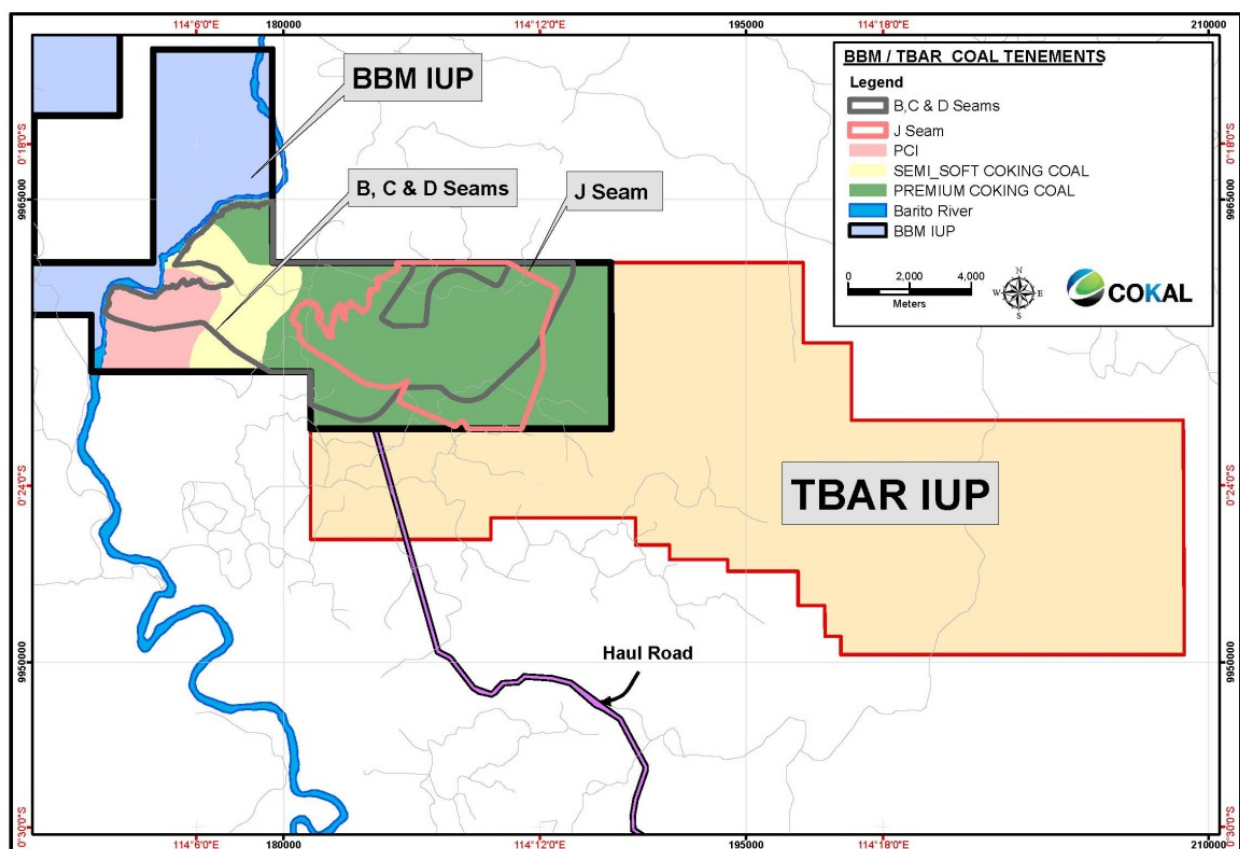 114°6'0"E
180000
114°12'0"E
195000
114°18'0"E
210000
BBM / TBAR COAL TENEMENTS
Legend
B,C & D Seams
J Seam
PCI
SEMI_SOFT COKING COAL
PREMIUM COKING COAL
Barito River
BBM IUP
0 2,000 4,000
Meters
N
W E
S
COKAL
BBM IUP
B, C & D Seams
J Seam
0°18'0"S
0°18'0"S
9965000
9965000
TBAR IUP
0°24'0"S
0°24'0"S
Haul Road
9950000
9950000
0°30'0"S
0°30'0"S
114°6'0"E
180000
114°12'0"E
195000
114°18'0"E
210000